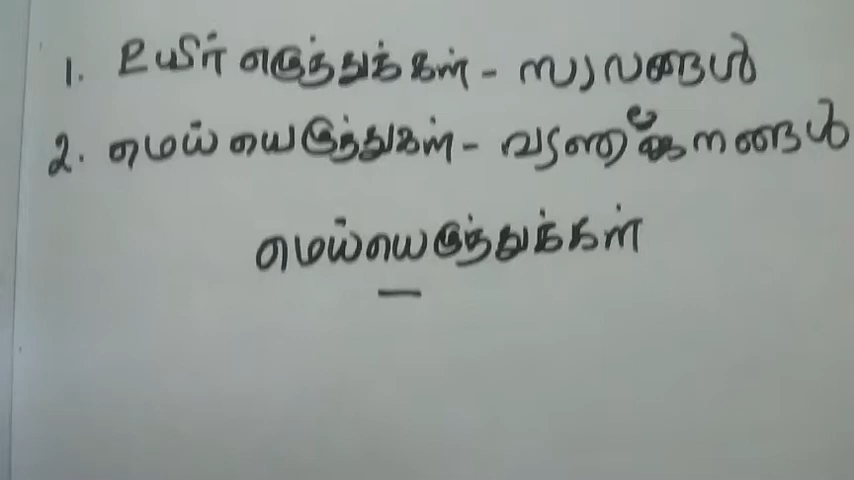 1. உயிர் எழுத்துக்கள் - സ്വരങ്ങൾ
2. மெய்யெழுத்துகள் - വ്യഞ്ജനങ്ങൾ
மெய்யெழுத்துக்கள்